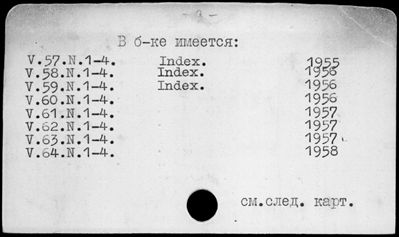 - 2 -
В б-ке имеется:
V.57.N.1-4. Index. 1955
V.58.N.1-4. Index. 1956
V.59.N.1-4. Index. 1956
V.60.N.1-4. 1956
V.61.N.1-4. 1957
V.62.N.1-4. 1957
V.63.N.1-4. 1957
V.64.N.1-4. 1958
см.след. карт.